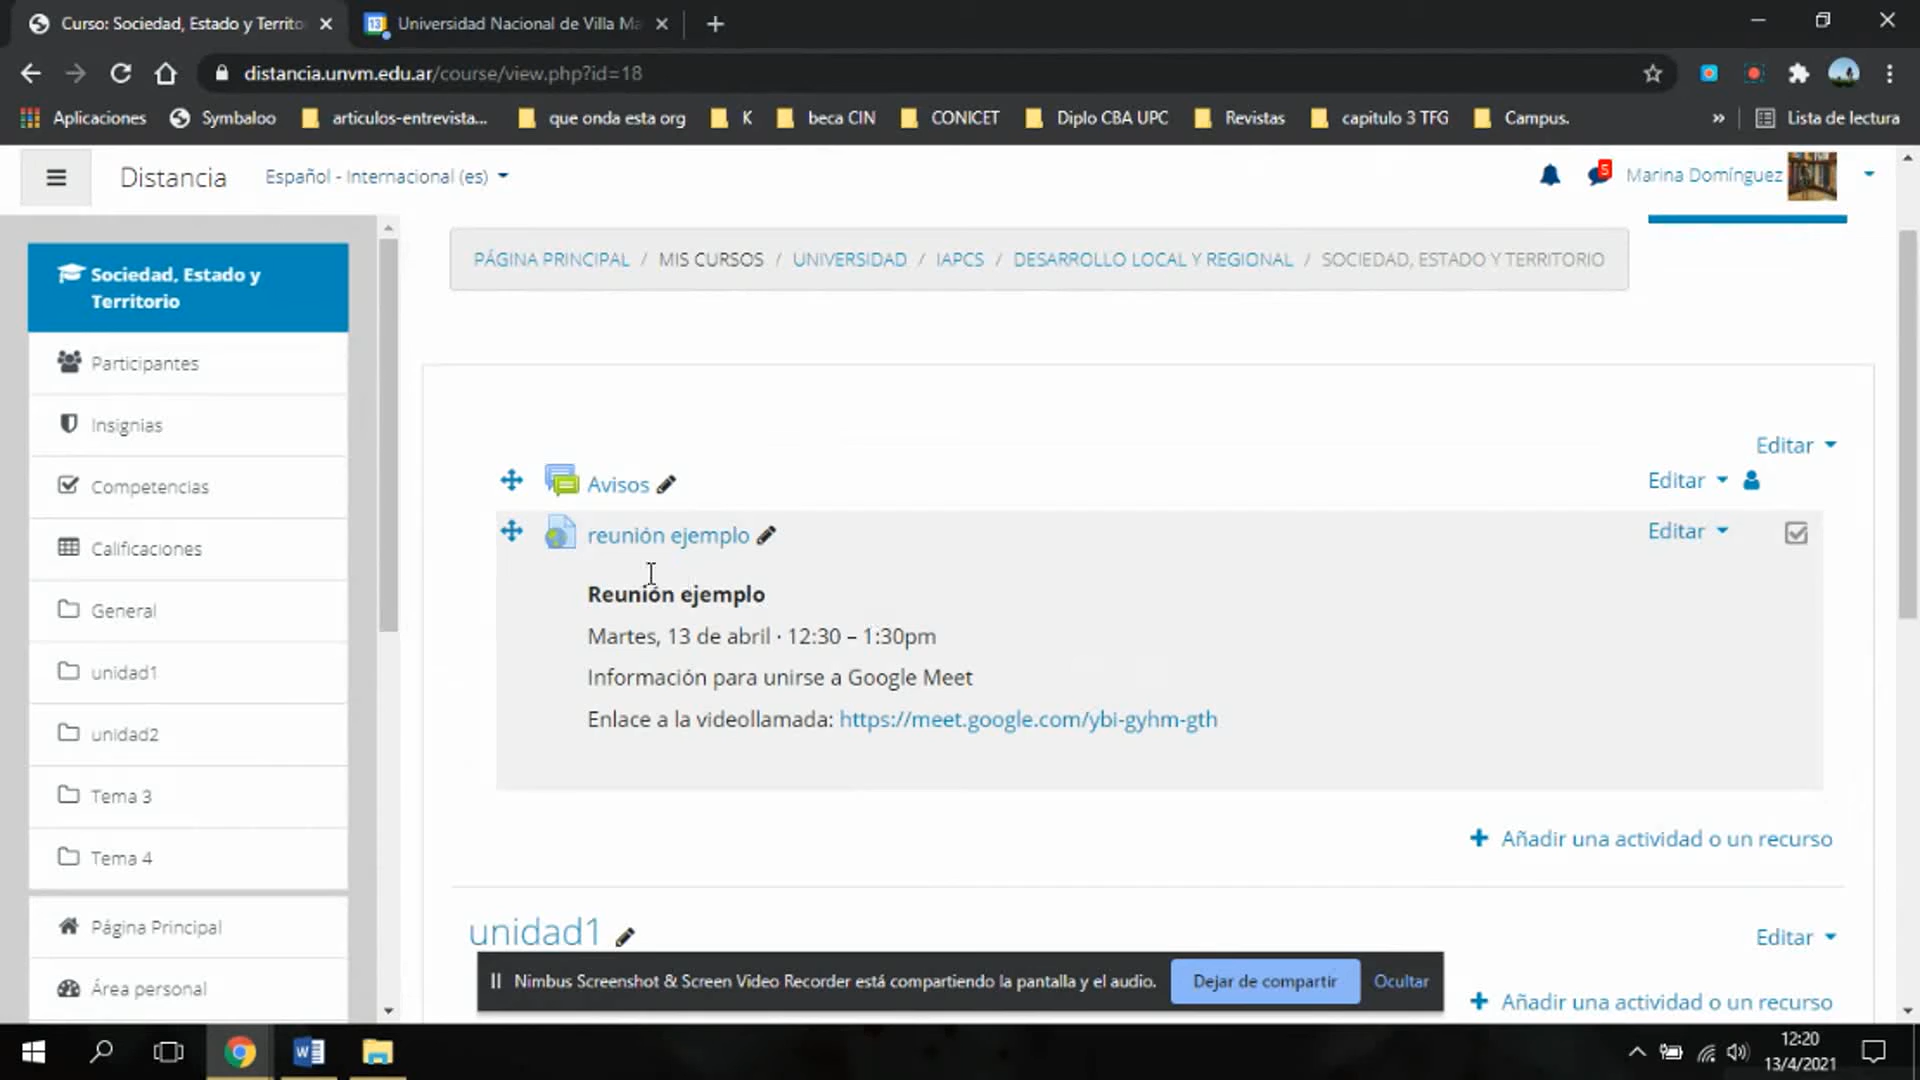 Curso: Sociedad, Estado y Territo
Universidad Nacional de Villa Ma
distancia.unvm.edu.ar/course/view.php?id=18
Aplicaciones
Symbaloo
articulos-entrevista...
que onda esta org
K
beca CIN
CONICET
Diplo CBA UPC
Revistas
capitulo 3 TFG
Campus.
»
Lista de lectura
Distancia
Español - Internacional (es)
5
Marina Domínguez
Sociedad, Estado y
Territorio
Participantes
Insignias
Competencias
Calificaciones
General
unidad1
unidad2
Tema 3
Tema 4
Página Principal
Área personal
PÁGINA PRINCIPAL / MIS CURSOS / UNIVERSIDAD / IAPCS / DESARROLLO LOCAL Y REGIONAL / SOCIEDAD, ESTADO Y TERRITORIO
Editar
Avisos
Editar
reunión ejemplo
Editar
Reunión ejemplo
Martes, 13 de abril · 12:30 – 1:30pm
Información para unirse a Google Meet
Enlace a la videollamada: https://meet.google.com/ybi-gyhm-gth
+ Añadir una actividad o un recurso
unidad1
Editar
Nimbus Screenshot & Screen Video Recorder está compartiendo la pantalla y el audio.
Dejar de compartir
Ocultar
+ Añadir una actividad o un recurso
12:20
13/4/2021